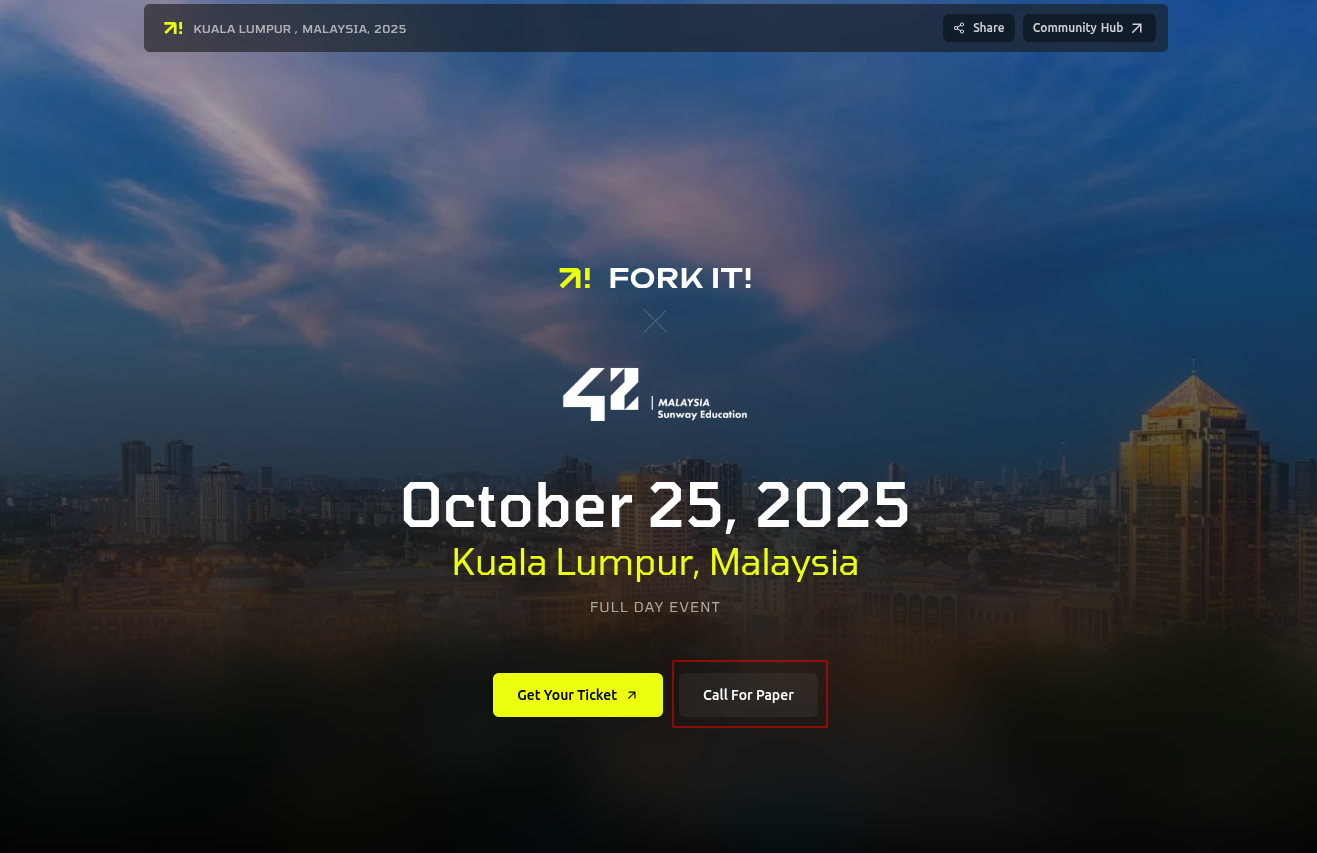 KUALA LUMPUR , MALAYSIA, 2025
Share
Community Hub
FORK IT!
42 | MALAYSIA
Sunway Education
October 25, 2025
Kuala Lumpur, Malaysia
FULL DAY EVENT
Get Your Ticket
Call For Paper